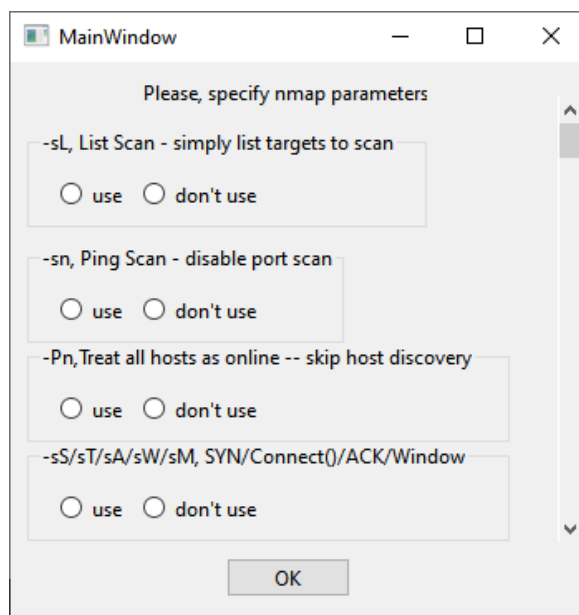 MainWindow
Please, specify nmap parameters
-sL, List Scan - simply list targets to scan
use don't use
-sn, Ping Scan - disable port scan
use don't use
-Pn,Treat all hosts as online -- skip host discovery
use don't use
-sS/sT/sA/sW/sM, SYN/Connect()/ACK/Window
use don't use
OK